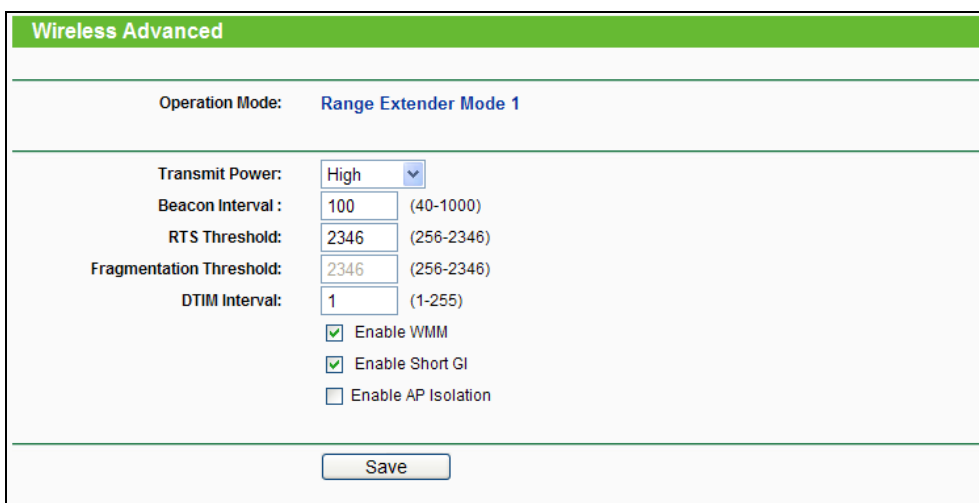 Wireless Advanced
Operation Mode: Range Extender Mode 1
Transmit Power: High
Beacon Interval : 100 (40-1000)
RTS Threshold: 2346 (256-2346)
Fragmentation Threshold: 2346 (256-2346)
DTIM Interval: 1 (1-255)
Enable WMM
Enable Short GI
Enable AP Isolation
Save